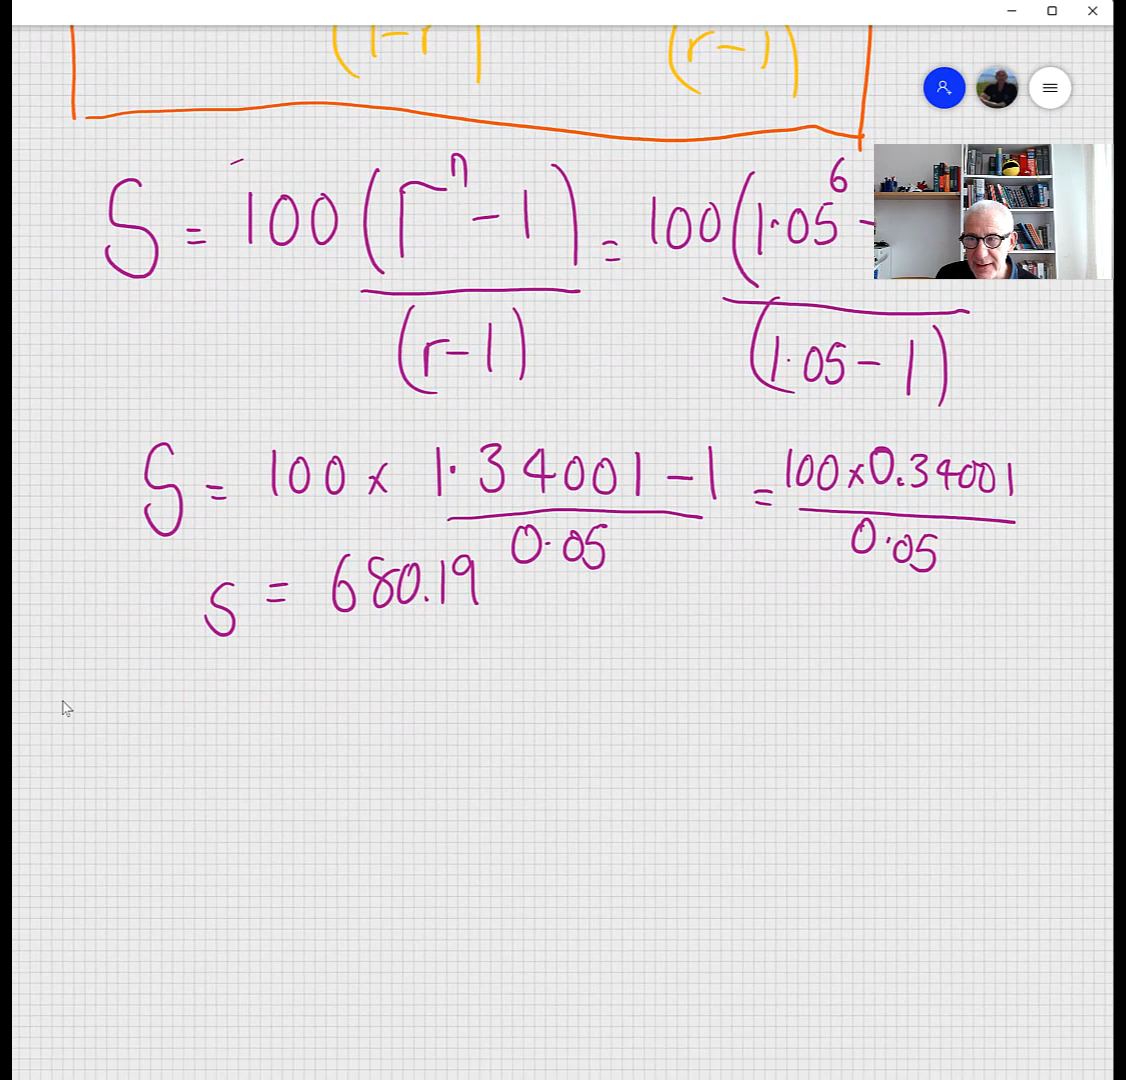 (1-r (r-1)
S = 100 (r^n - 1) / (r-1) = 100 (1.05^6 - / (1.05 - 1)
S = 100 x 1.34001 - 1 / 0.05 = 100 x 0.34001 / 0.05
S = 680.19